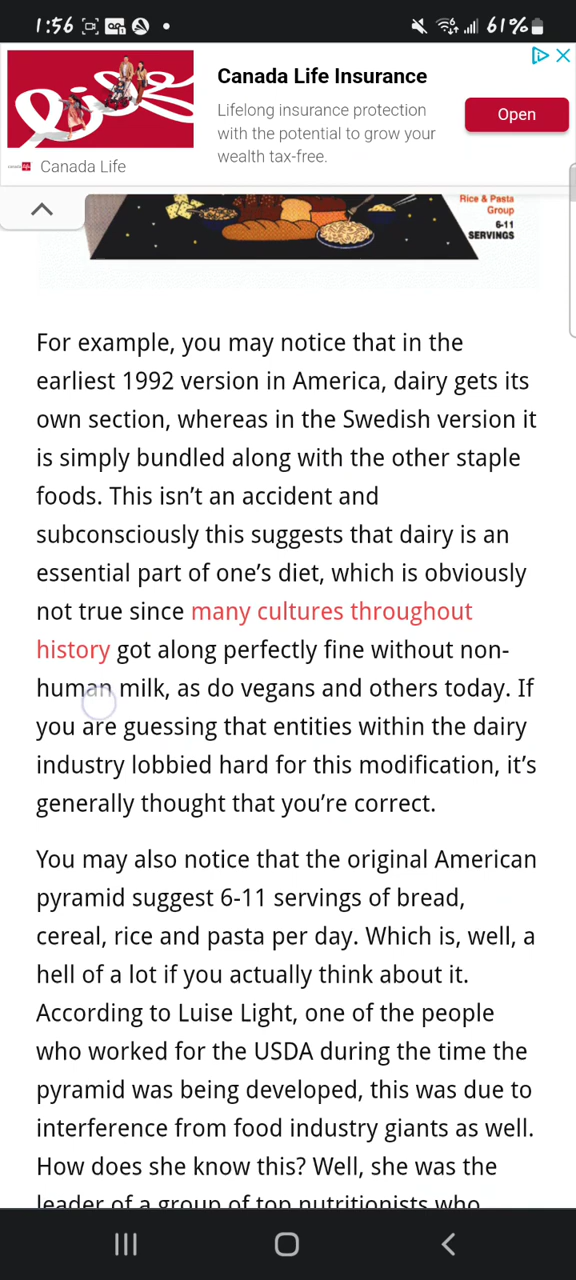 1:56
61%
Canada Life Insurance
Lifelong insurance protection
with the potential to grow your
wealth tax-free.
Open
Canada Life
Rice & Pasta
Group
6-11
SERVINGS
For example, you may notice that in the
earliest 1992 version in America, dairy gets its
own section, whereas in the Swedish version it
is simply bundled along with the other staple
foods. This isn’t an accident and
subconsciously this suggests that dairy is an
essential part of one’s diet, which is obviously
not true since many cultures throughout
history got along perfectly fine without non-
human milk, as do vegans and others today. If
you are guessing that entities within the dairy
industry lobbied hard for this modification, it’s
generally thought that you’re correct.
You may also notice that the original American
pyramid suggest 6-11 servings of bread,
cereal, rice and pasta per day. Which is, well, a
hell of a lot if you actually think about it.
According to Luise Light, one of the people
who worked for the USDA during the time the
pyramid was being developed, this was due to
interference from food industry giants as well.
How does she know this? Well, she was the
leader of a group of top nutritionists who